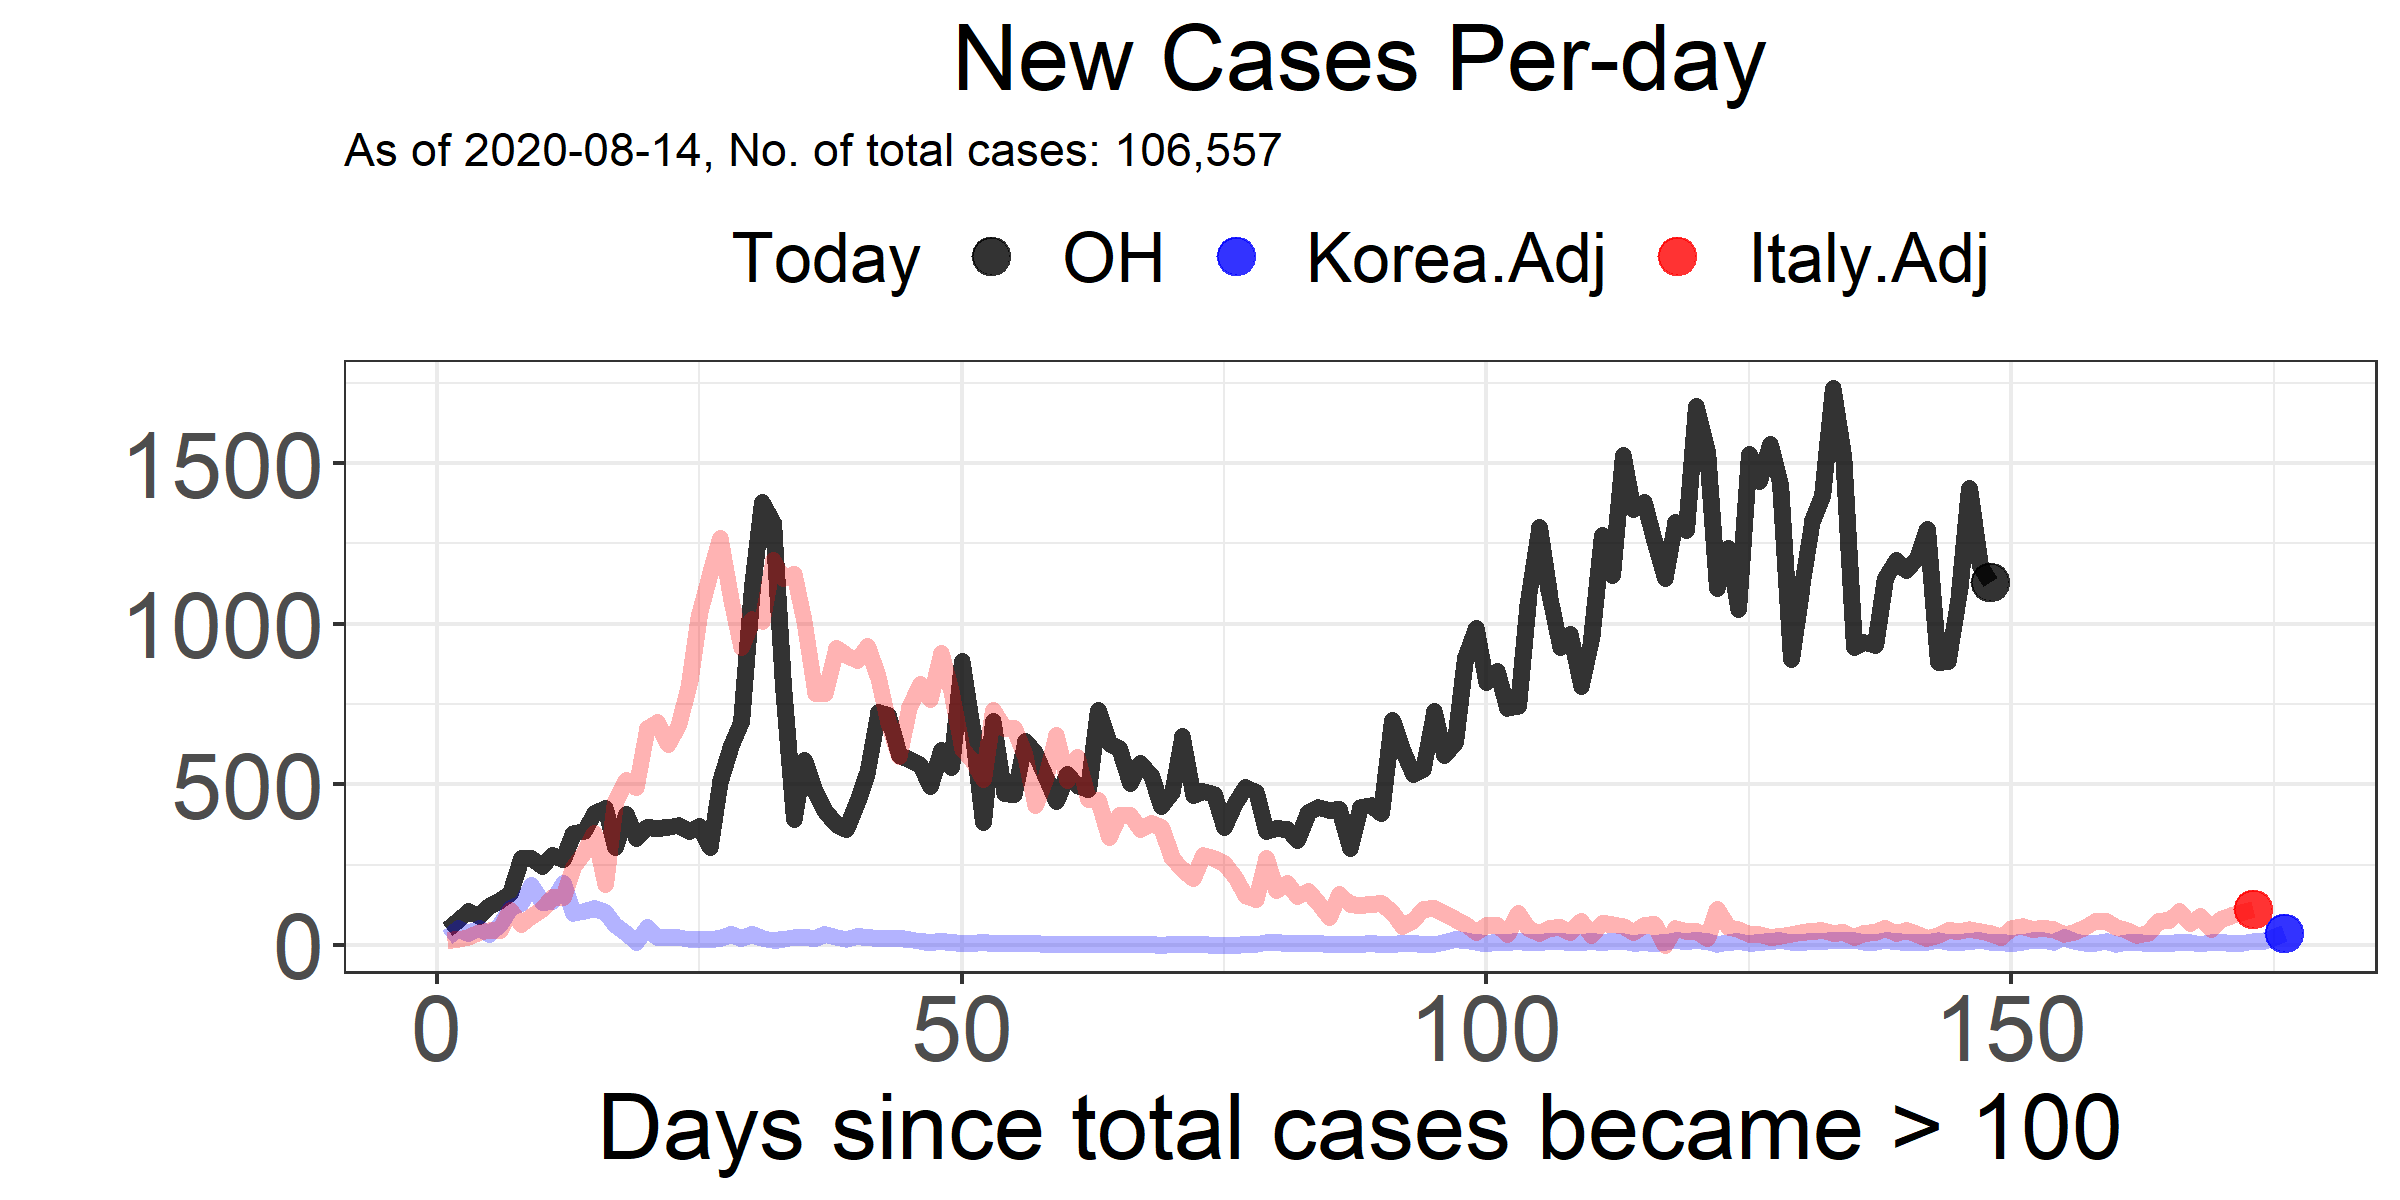 New Cases Per-day
As of 2020-08-14, No. of total cases: 106,557
Today OH Korea.Adj Italy.Adj
1500
1000
500
0
0 50 100 150
Days since total cases became > 100